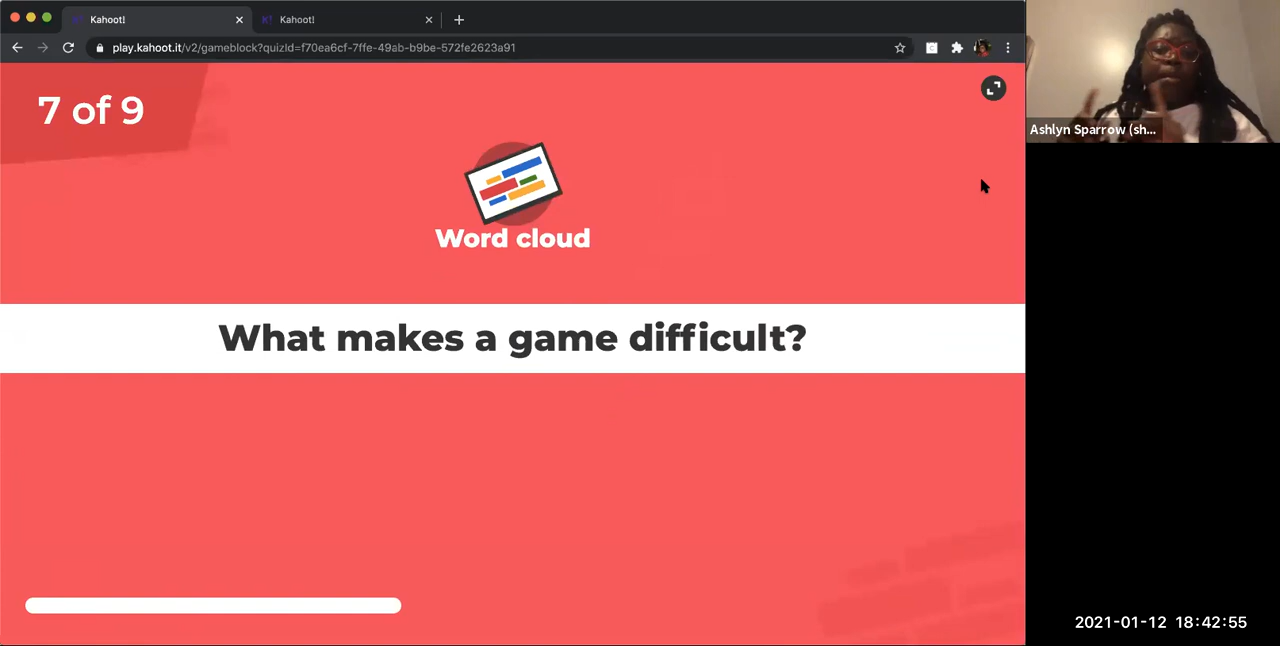 Kahoot!
Kahoot!
play.kahoot.it/v2/gameblock?quizId=f70ea6cf-7ffe-49ab-b9be-572fe2623a91
7 of 9
Word cloud
What makes a game difficult?
Ashlyn Sparrow (sh...
2021-01-12 18:42:55